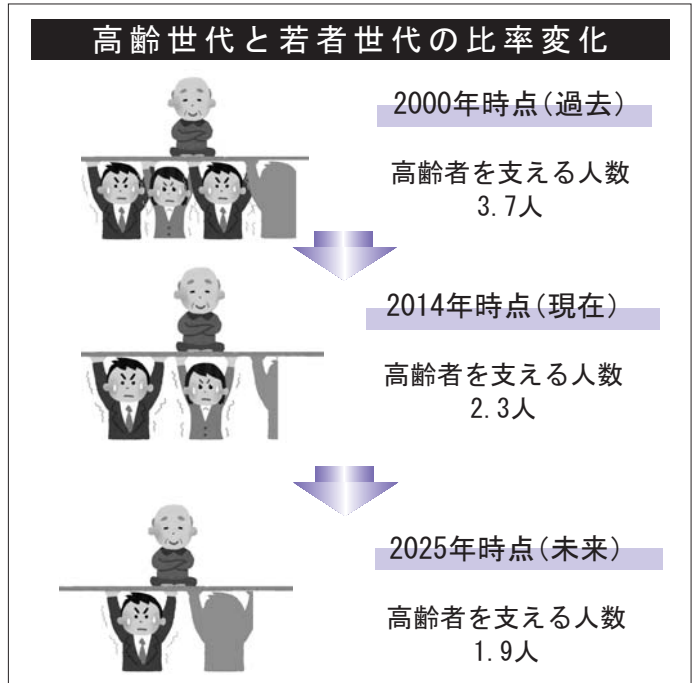 高齢世代と若者世代の比率変化
2000年時点(過去)
高齢者を支える人数
3.7人
2014年時点(現在)
高齢者を支える人数
2.3人
2025年時点(未来)
高齢者を支える人数
1.9人